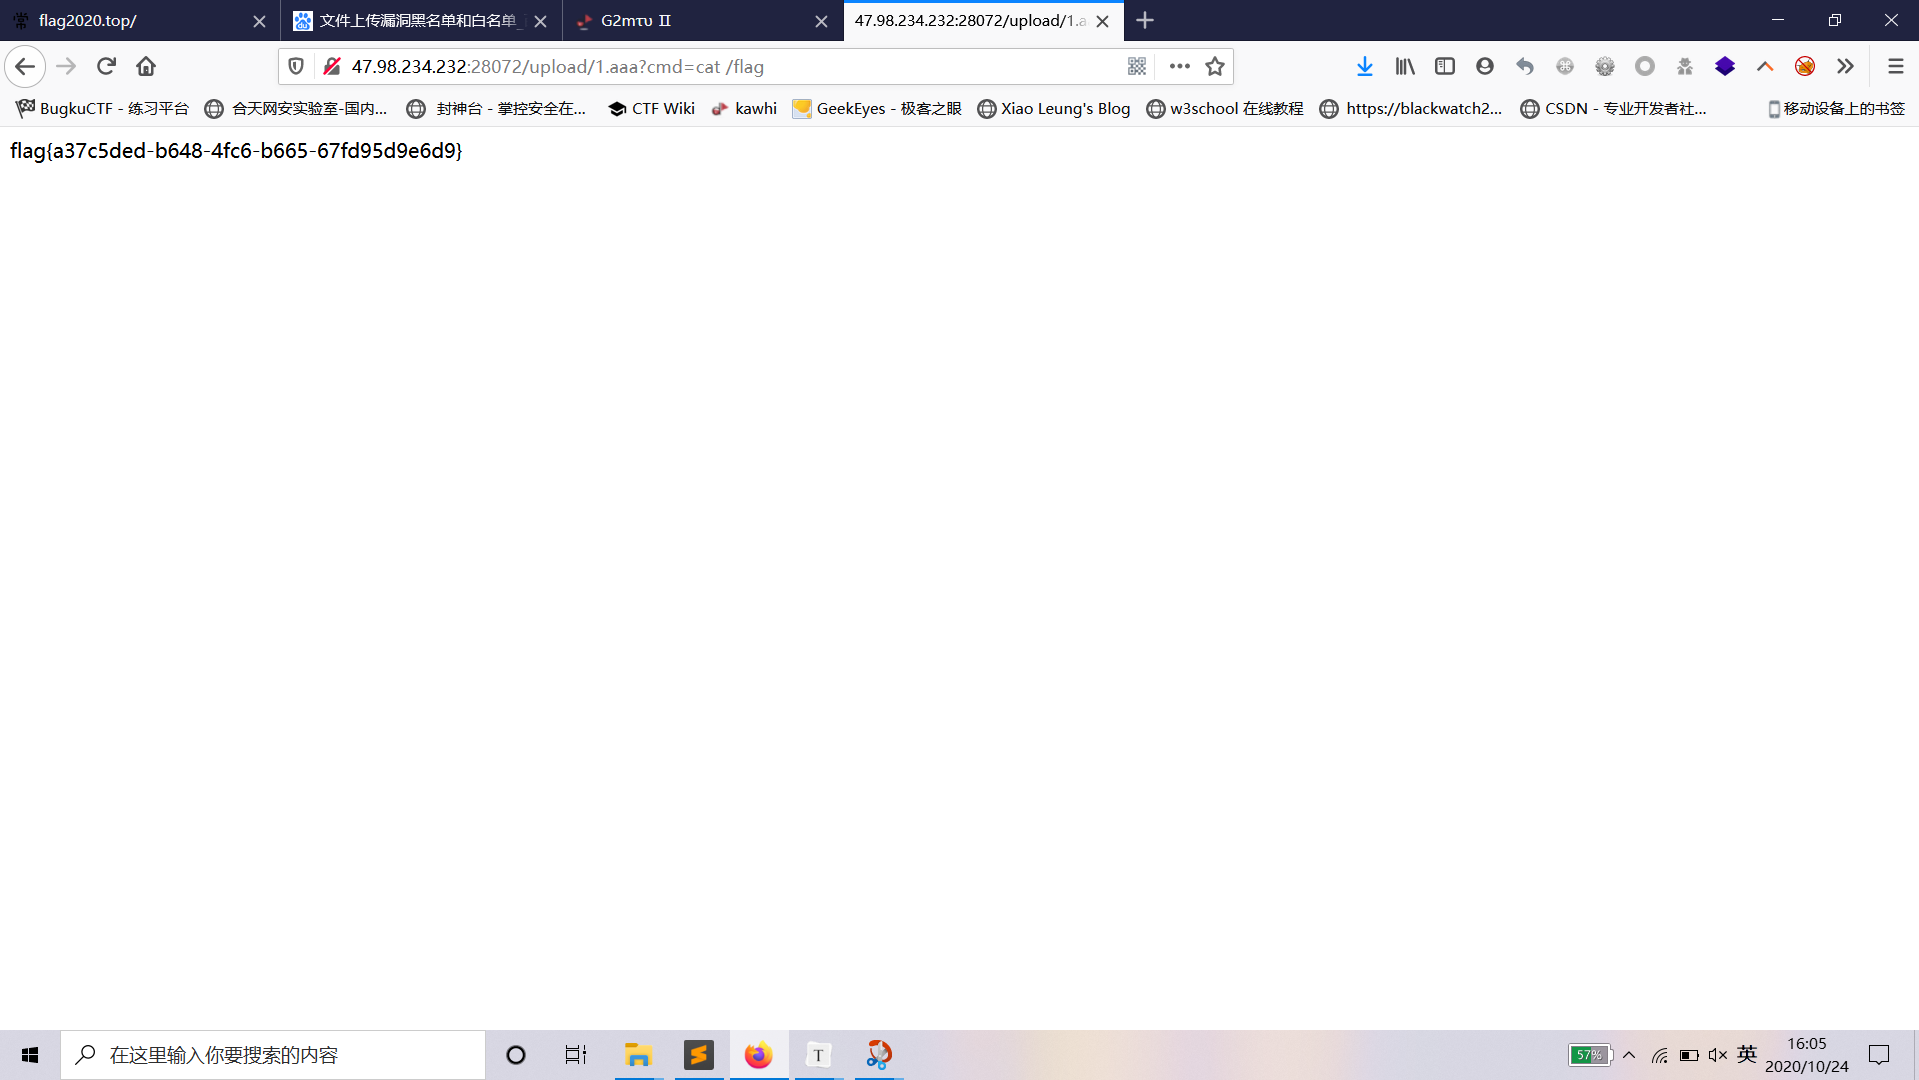 flag2020.top/
文件上传漏洞黑名单和白名单_
G2mτυ Ⅱ
47.98.234.232:28072/upload/1.a
47.98.234.232:28072/upload/1.aaa?cmd=cat /flag
BugkuCTF - 练习平台 合天网安实验室-国内... 封神台 - 掌控安全在... CTF Wiki kawhi GeekEyes - 极客之眼 Xiao Leung's Blog w3school 在线教程 https://blackwatch2... CSDN - 专业开发者社... 移动设备上的书签
flag{a37c5ded-b648-4fc6-b665-67fd95d9e6d9}
在这里输入你要搜索的内容
T
57%
英
16:05
2020/10/24